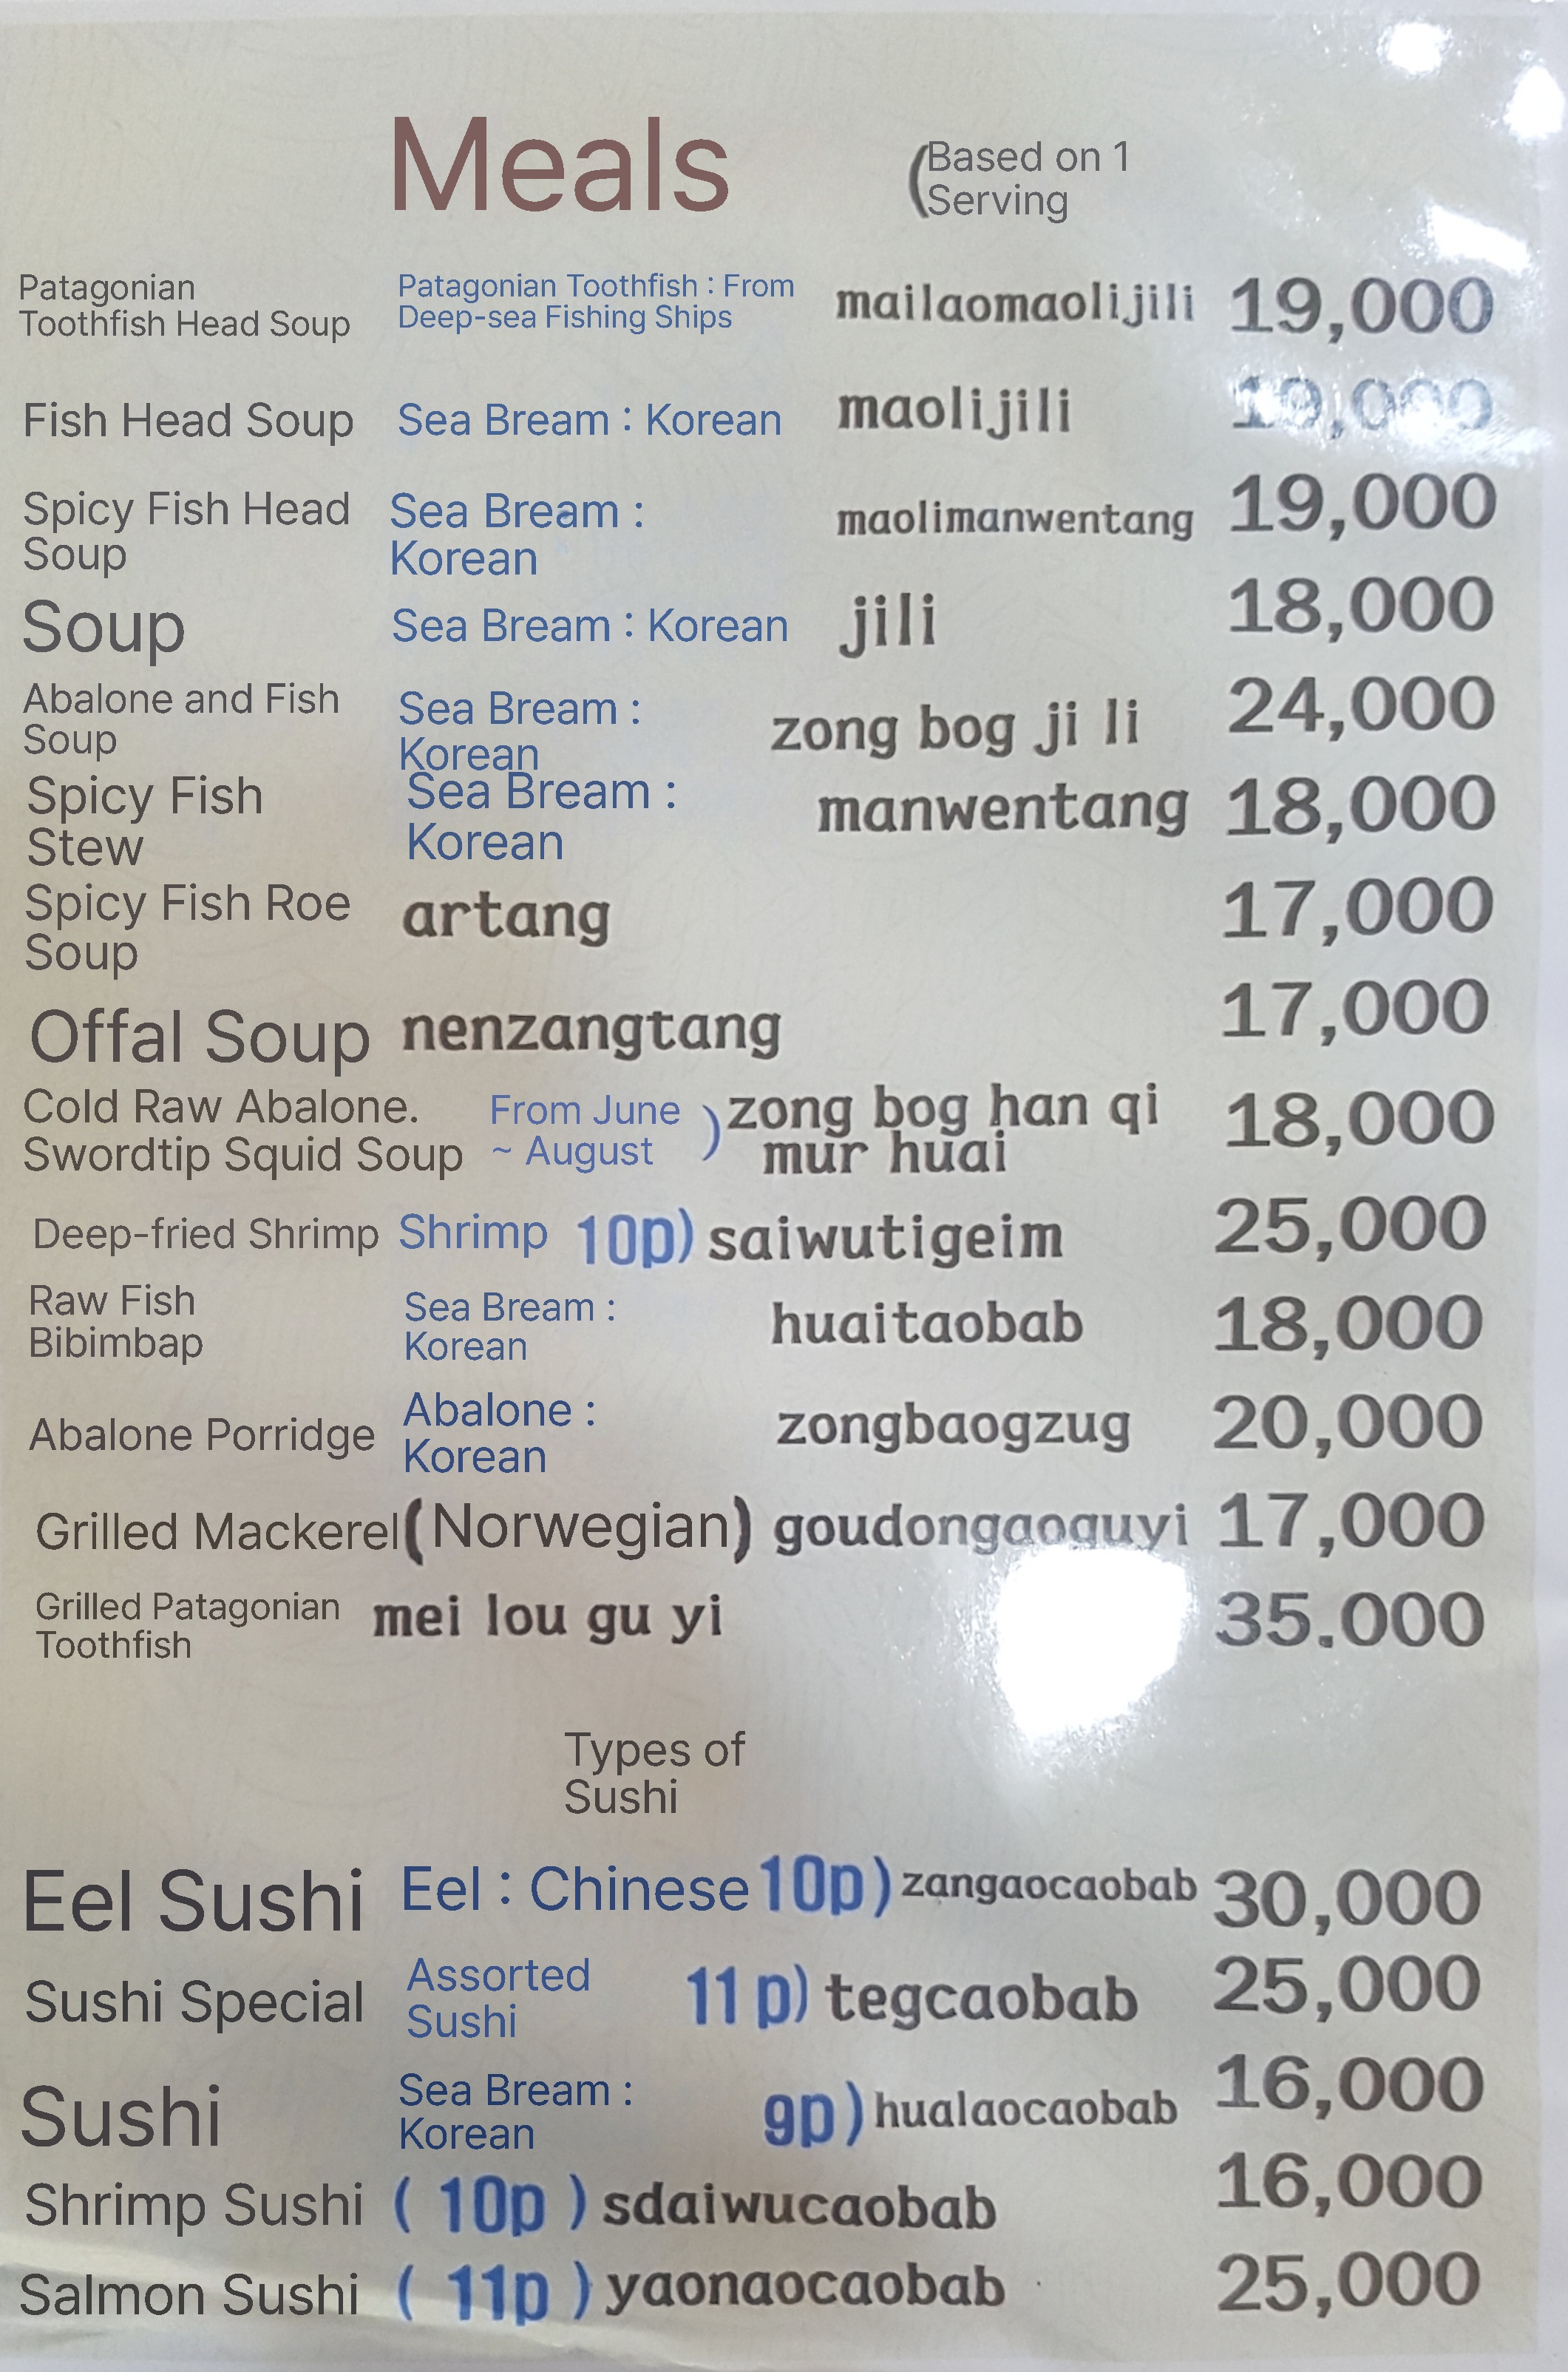 Meals (Based on 1
Serving
Patagonian
Toothfish Head Soup
Patagonian Toothfish : From
Deep-sea Fishing Ships
mailaomaolijili 19,000
Fish Head Soup Sea Bream : Korean maolijili 19,000
Spicy Fish Head
Soup
Sea Bream :
Korean
maolimanwentang 19,000
Soup Sea Bream : Korean jili 18,000
Abalone and Fish
Soup
Sea Bream :
Korean
zong bog ji li 24,000
Spicy Fish
Stew
Sea Bream :
Korean
manwentang 18,000
Spicy Fish Roe
Soup
artang 17,000
Offal Soup nenzangtang 17,000
Cold Raw Abalone.
Swordtip Squid Soup
From June
~ August
) zong bog han qi
mur huai
18,000
Deep-fried Shrimp Shrimp 10p) saiwutigeim 25,000
Raw Fish
Bibimbap
Sea Bream :
Korean
huaitaobab 18,000
Abalone Porridge
Abalone :
Korean
zongbaogzug 20,000
Grilled Mackerel (Norwegian) goudongaoguyi 17,000
Grilled Patagonian
Toothfish
mei lou gu yi 35.000
Types of
Sushi
Eel Sushi Eel : Chinese 10p) zangaocaobab 30,000
Sushi Special
Assorted
Sushi
11 p) tegcaobab 25,000
Sushi
Sea Bream :
Korean
9p) hualaocaobab 16,000
Shrimp Sushi ( 10p ) sdaiwucaobab 16,000
Salmon Sushi ( 11p ) yaonaocaobab 25,000